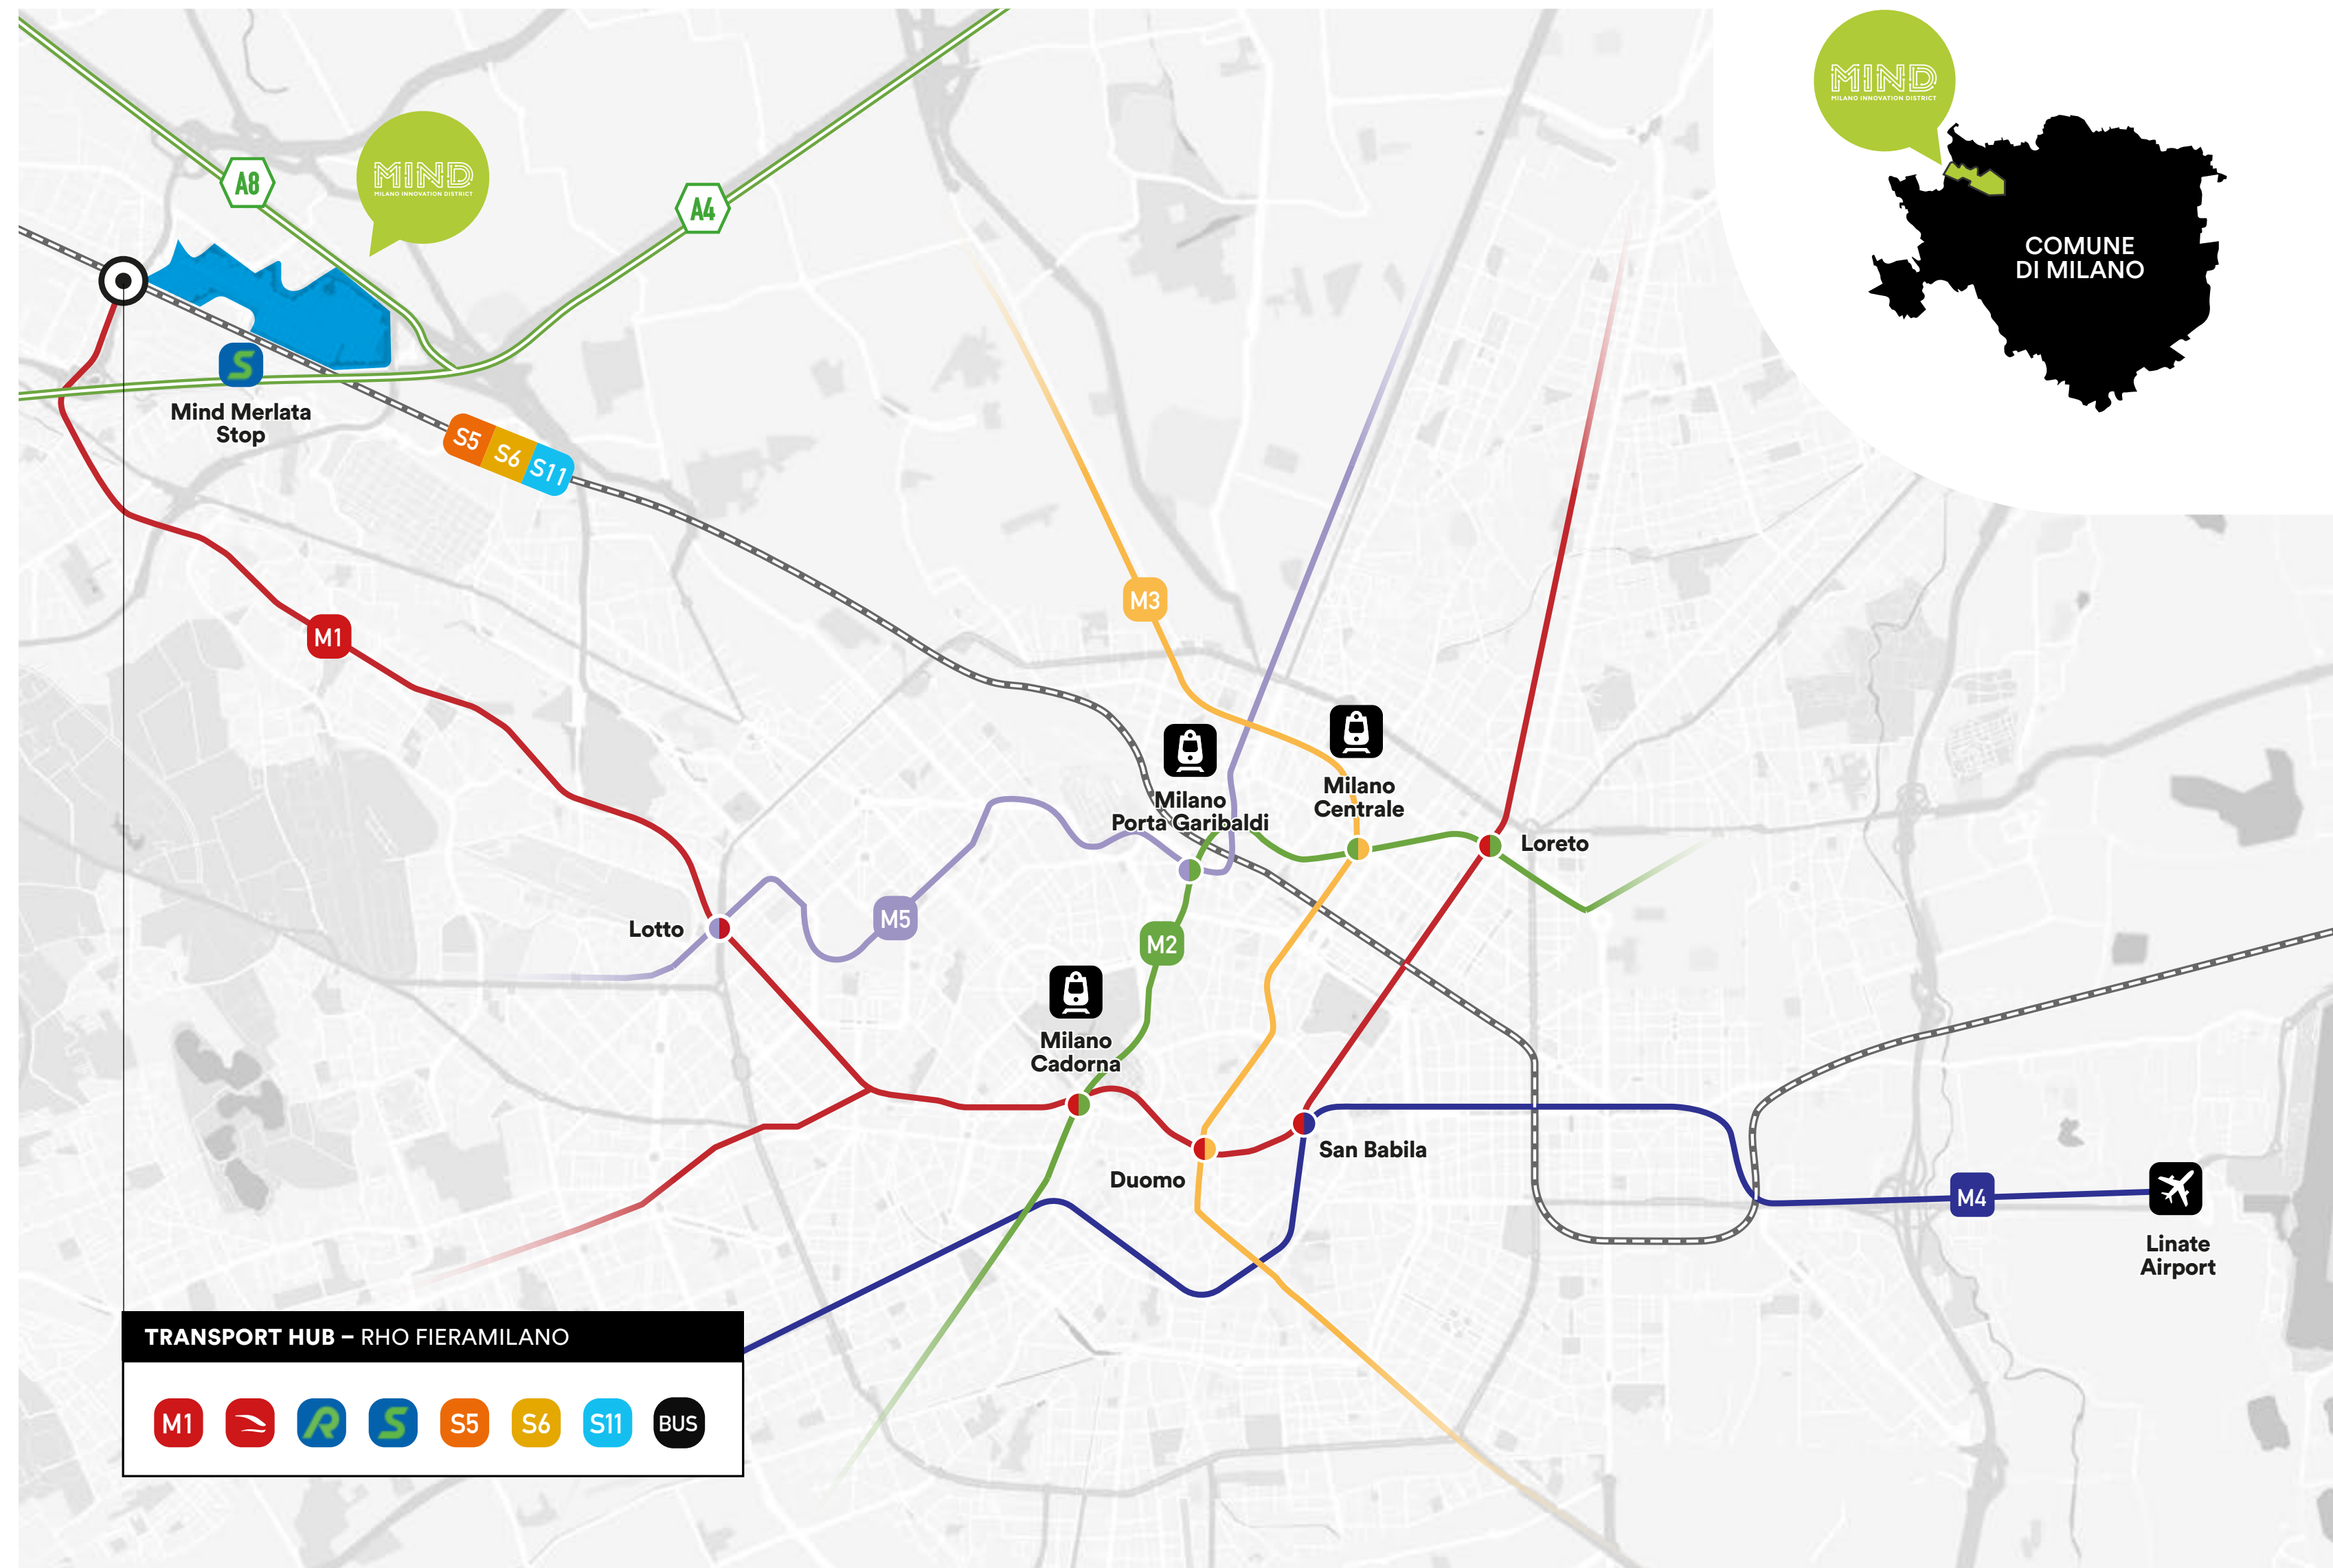 MIND
MILANO INNOVATION DISTRICT
COMUNE
DI MILANO
MIND
MILANO INNOVATION DISTRICT
A8
A4
S
Mind Merlata
Stop
S5
S6
S11
M3
M1
Milano
Porta Garibaldi
Milano
Centrale
Loreto
Lotto
M5
M2
Milano
Cadorna
San Babila
Duomo
M4
Linate
Airport
TRANSPORT HUB – RHO FIERAMILANO
M1
R
S
S5
S6
S11
BUS